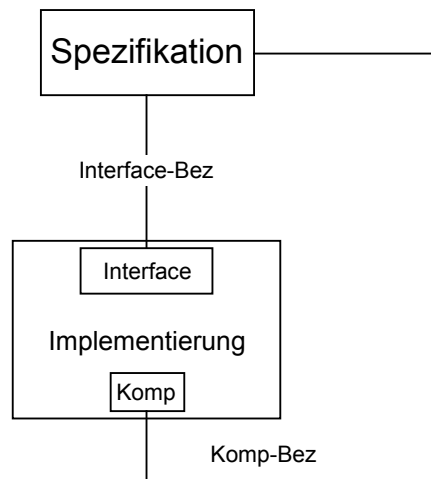 Spezifikation
Interface-Bez
Interface
Implementierung
Komp
Komp-Bez